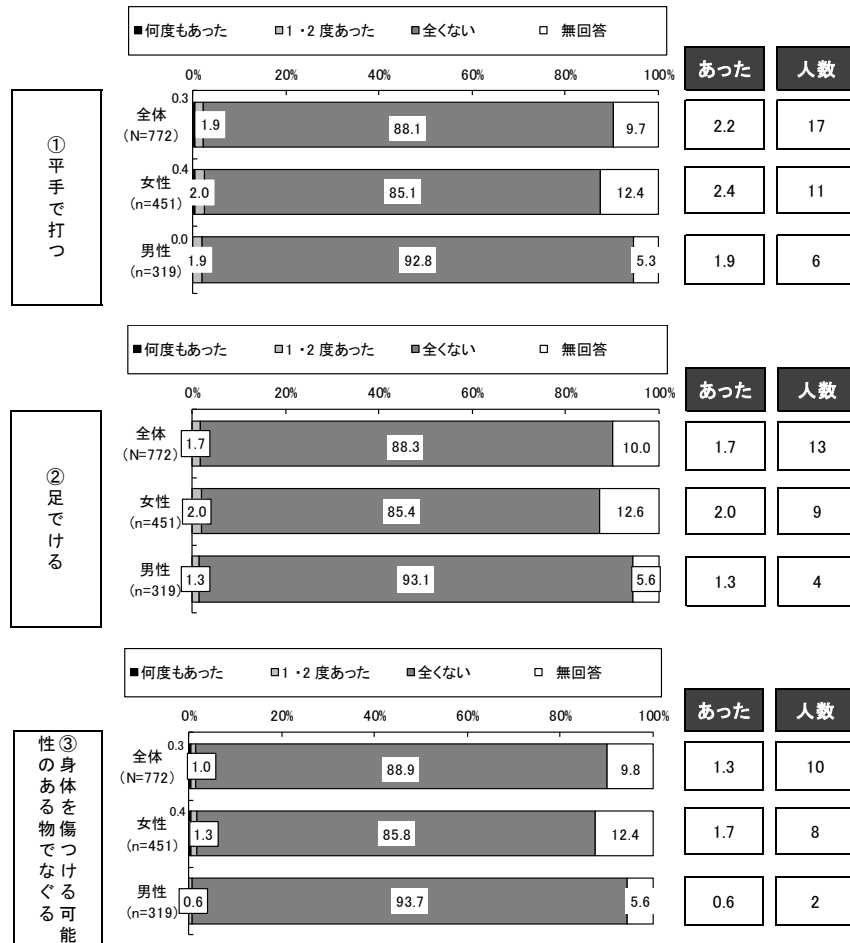 ■何度もあった □1・2度あった ■全くない □ 無回答
0% 20% 40% 60% 80% 100%
あった 人数
①平手で打つ
全体 0.3
(N=772) 1.9 88.1 9.7 2.2 17
女性 0.4
(n=451) 2.0 85.1 12.4 2.4 11
男性 0.0
(n=319) 1.9 92.8 5.3 1.9 6
■何度もあった □1・2度あった ■全くない □ 無回答
0% 20% 40% 60% 80% 100%
あった 人数
②足でける
全体
(N=772) 1.7 88.3 10.0 1.7 13
女性
(n=451) 2.0 85.4 12.6 2.0 9
男性
(n=319) 1.3 93.1 5.6 1.3 4
■何度もあった □1・2度あった ■全くない □ 無回答
0% 20% 40% 60% 80% 100%
あった 人数
③身体を傷つける可能
性のある物でなぐる
全体 0.3
(N=772) 1.0 88.9 9.8 1.3 10
女性 0.4
(n=451) 1.3 85.8 12.4 1.7 8
男性
(n=319) 0.6 93.7 5.6 0.6 2